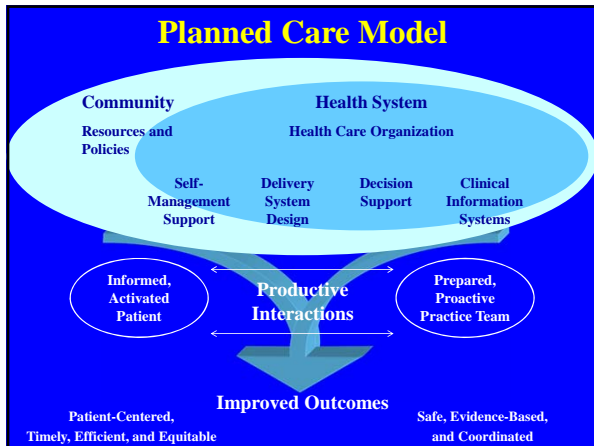 Planned Care Model
Community
Resources and
Policies
Health System
Health Care Organization
Self-
Management
Support
Delivery
System
Design
Decision
Support
Clinical
Information
Systems
Informed,
Activated
Patient
Productive
Interactions
Prepared,
Proactive
Practice Team
Improved Outcomes
Patient-Centered,
Timely, Efficient, and Equitable
Safe, Evidence-Based,
and Coordinated